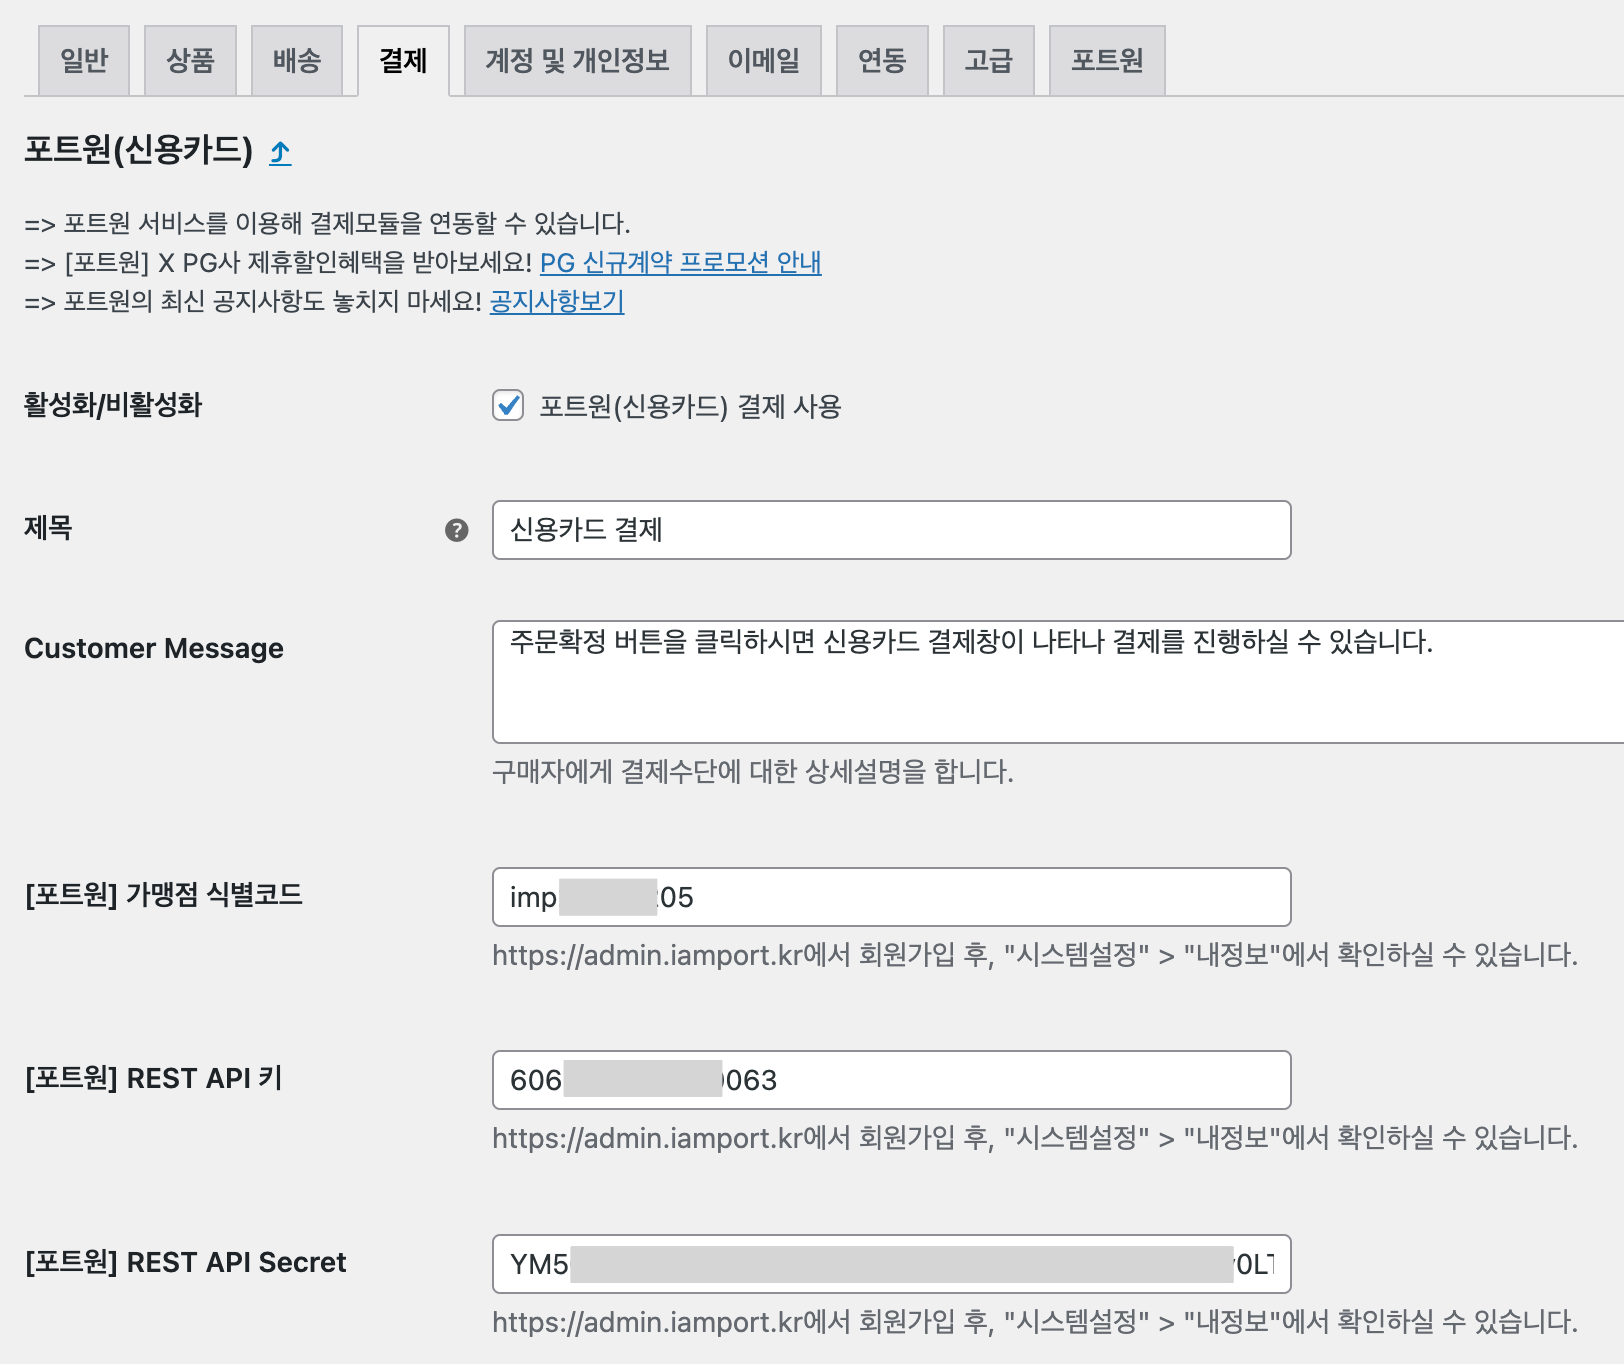 일반 상품 배송 결제 계정 및 개인정보 이메일 연동 고급 포트원
포트원(신용카드) ⤴
=> 포트원 서비스를 이용해 결제모듈을 연동할 수 있습니다.
=> [포트원] X PG사 제휴할인혜택을 받아보세요! PG 신규계약 프로모션 안내
=> 포트원의 최신 공지사항도 놓치지 마세요! 공지사항보기
활성화/비활성화 포트원(신용카드) 결제 사용
제목 ? 신용카드 결제
Customer Message 주문확정 버튼을 클릭하시면 신용카드 결제창이 나타나 결제를 진행하실 수 있습니다.
구매자에게 결제수단에 대한 상세설명을 합니다.
[포트원] 가맹점 식별코드 imp 05
https://admin.iamport.kr에서 회원가입 후, "시스템설정" > "내정보"에서 확인하실 수 있습니다.
[포트원] REST API 키 606 063
https://admin.iamport.kr에서 회원가입 후, "시스템설정" > "내정보"에서 확인하실 수 있습니다.
[포트원] REST API Secret YM5 0LT
https://admin.iamport.kr에서 회원가입 후, "시스템설정" > "내정보"에서 확인하실 수 있습니다.